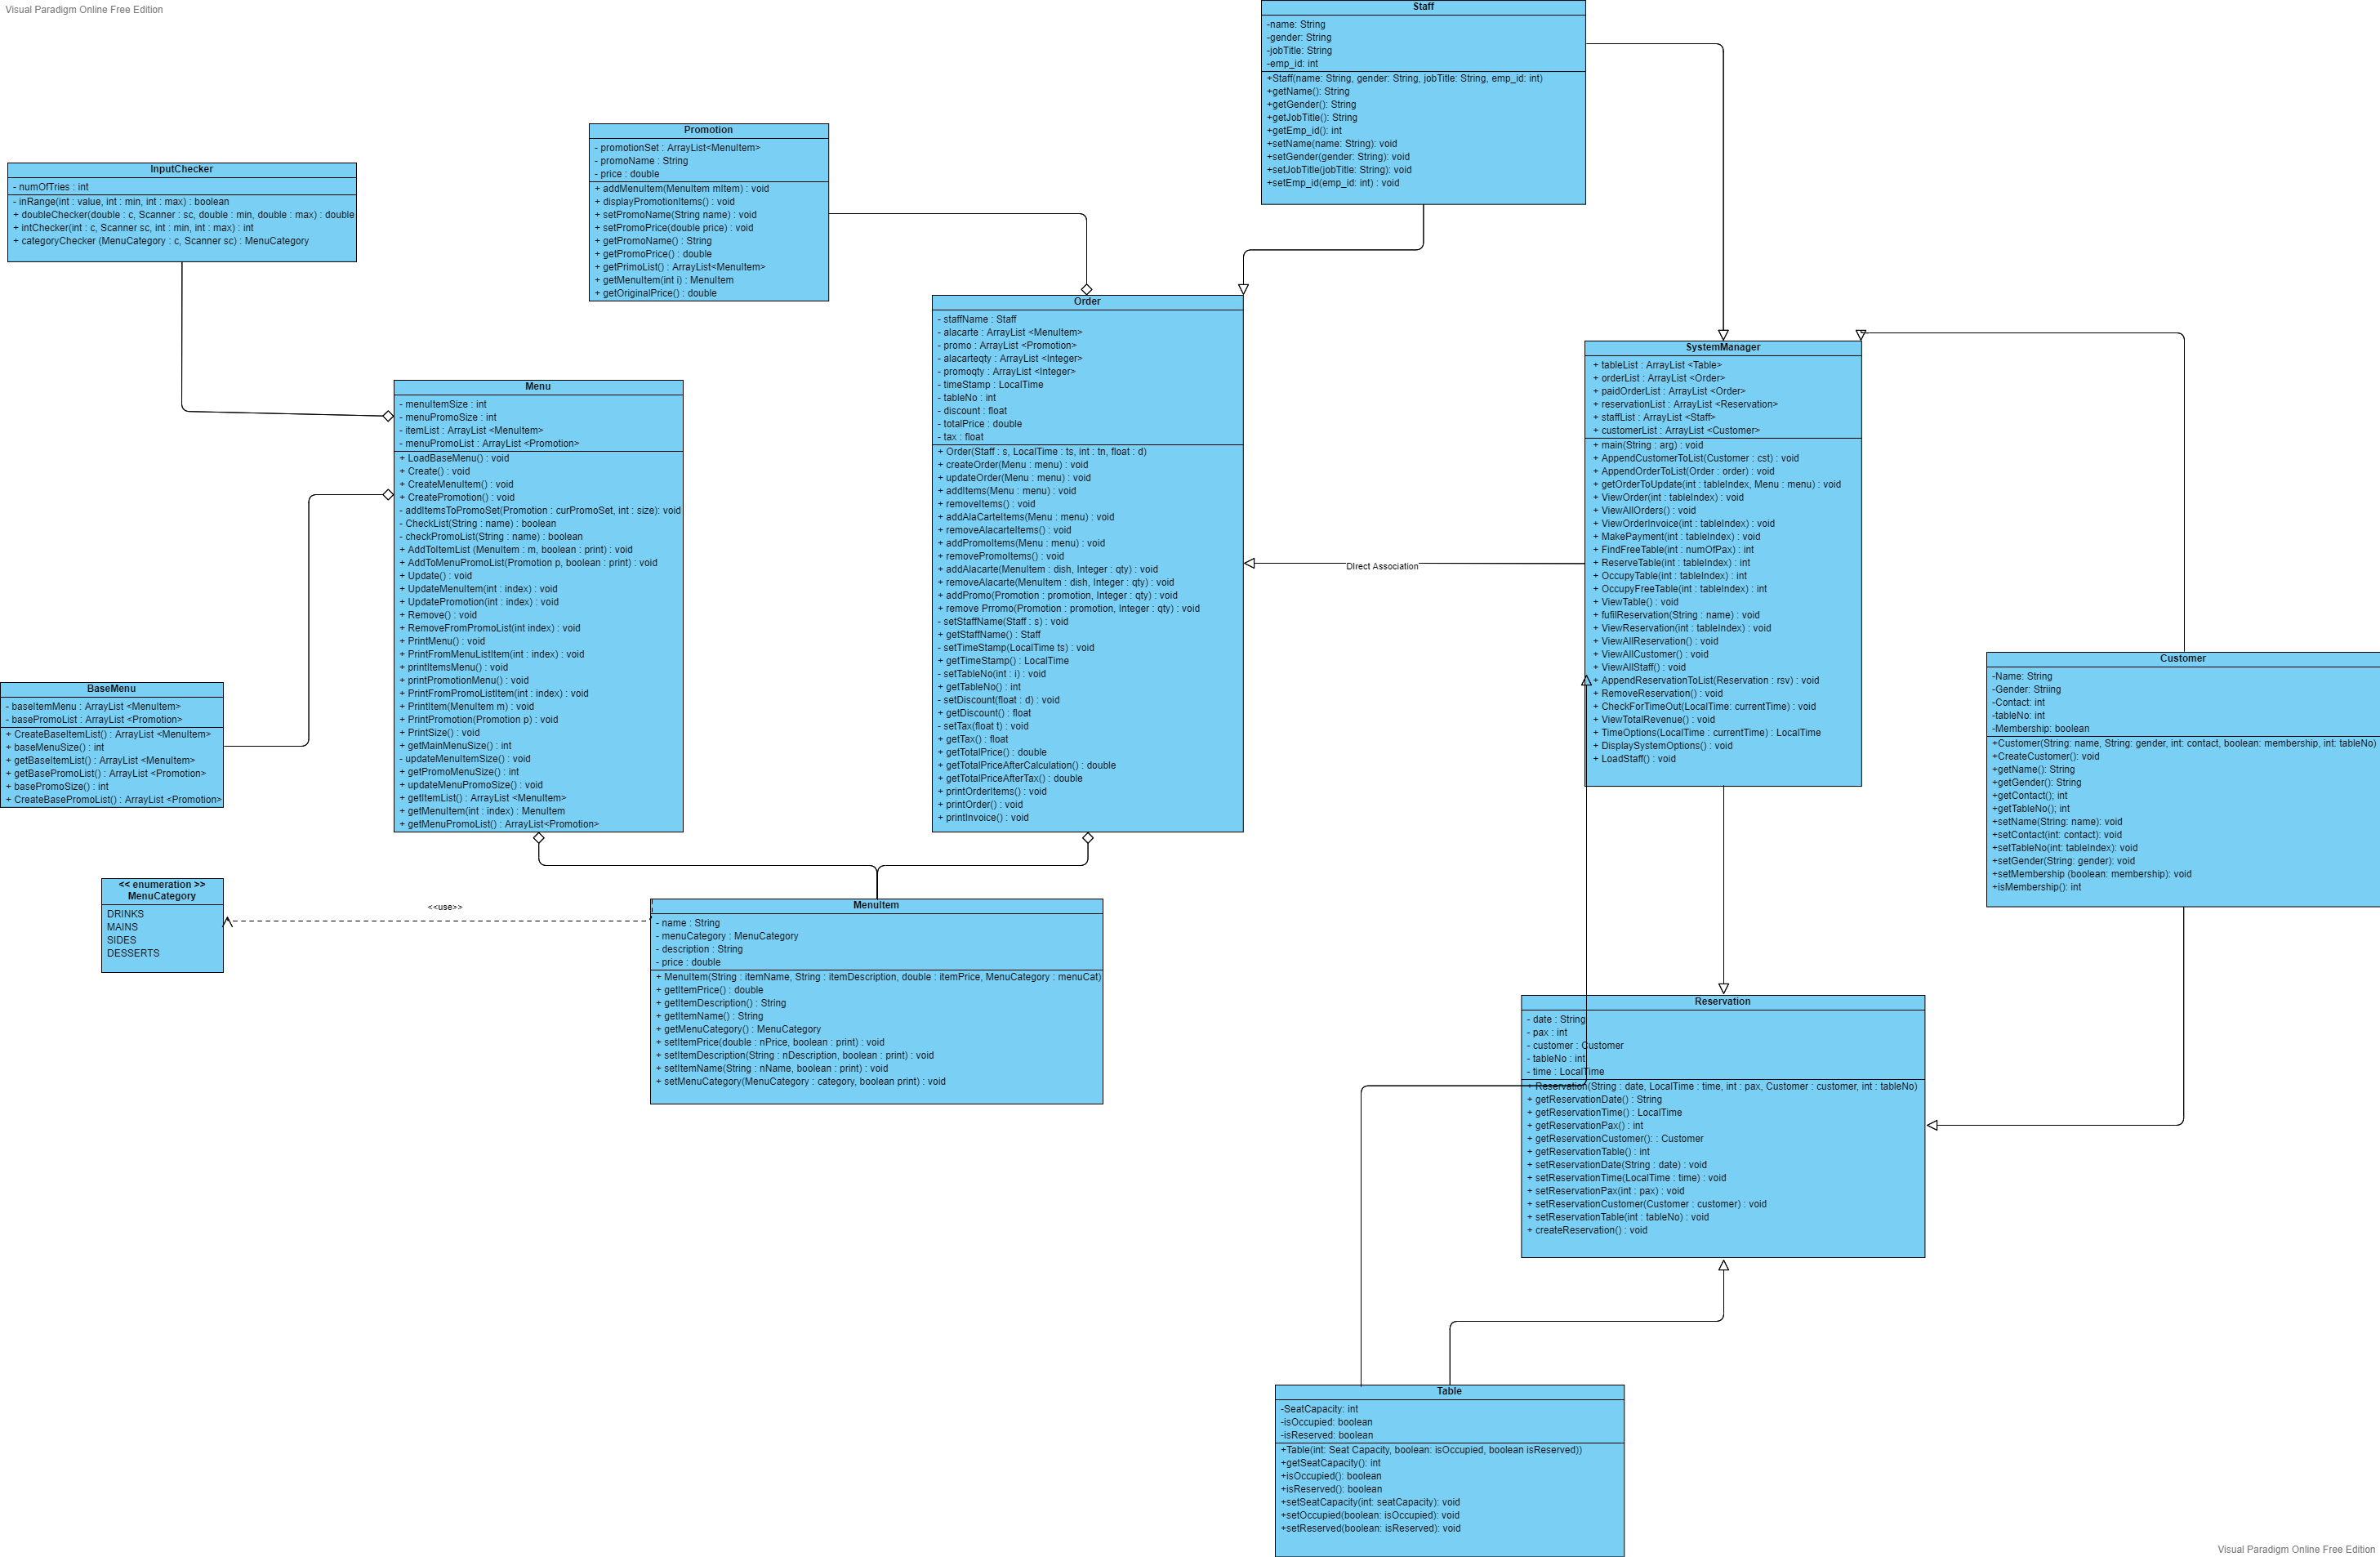 Visual Paradigm Online Free Edition
Staff
-name: String
-gender: String
-jobTitle: String
-emp_id: int
+Staff(name: String, gender: String, jobTitle: String, emp_id: int)
+getName(): String
+getGender(): String
+getJobTitle(): String
+getEmp_id(): int
+setName(name: String): void
+setGender(gender: String): void
+setJobTitle(jobTitle: String): void
+setEmp_id(emp_id: int) : void
Promotion
- promotionSet : ArrayList<MenuItem>
- promoName : String
- price : double
+ addMenuItem(MenuItem mItem) : void
+ displayPromotionItems() : void
+ setPromoName(String name) : void
+ setPromoPrice(double price) : void
+ getPromoName() : String
+ getPromoPrice() : double
+ getPrimoList() : ArrayList<MenuItem>
+ getMenuItem(int i) : MenuItem
+ getOriginalPrice() : double
InputChecker
- numOfTries : int
- inRange(int : value, int : min, int : max) : boolean
+ doubleChecker(double : c, Scanner : sc, double : min, double : max) : double
+ intChecker(int : c, Scanner sc, int : min, int : max) : int
+ categoryChecker (MenuCategory : c, Scanner sc) : MenuCategory
Order
- staffName : Staff
- alacarte : ArrayList <MenuItem>
- promo : ArrayList <Promotion>
- alacarteqty : ArrayList <Integer>
- promoqty : ArrayList <Integer>
- timeStamp : LocalTime
- tableNo : int
- discount : float
- totalPrice : double
- tax : float
+ Order(Staff : s, LocalTime : ts, int : tn, float : d)
+ createOrder(Menu : menu) : void
+ updateOrder(Menu : menu) : void
+ addItems(Menu : menu) : void
+ removeItems() : void
+ addAlaCarteItems(Menu : menu) : void
+ removeAlacarteItems() : void
+ addPromoItems(Menu : menu) : void
+ removePromoItems() : void
+ addAlacarte(MenuItem : dish, Integer : qty) : void
+ removeAlacarte(MenuItem : dish, Integer : qty) : void
+ addPromo(Promotion : promotion, Integer : qty) : void
+ remove Prromo(Promotion : promotion, Integer : qty) : void
- setStaffName(Staff : s) : void
+ getStaffName() : Staff
- setTimeStamp(LocalTime ts) : void
+ getTimeStamp() : LocalTime
- setTableNo(int : i) : void
+ getTableNo() : int
- setDiscount(float : d) : void
+ getDiscount() : float
- setTax(float t) : void
+ getTax() : float
+ getTotalPrice() : double
+ getTotalPriceAfterCalculation() : double
+ getTotalPriceAfterTax() : double
+ printOrderItems() : void
+ printOrder() : void
+ printInvoice() : void
SystemManager
+ tableList : ArrayList <Table>
+ orderList : ArrayList <Order>
+ paidOrderList : ArrayList <Order>
+ reservationList : ArrayList <Reservation>
+ staffList : ArrayList <Staff>
+ customerList : ArrayList <Customer>
+ main(String : arg) : void
+ AppendCustomerToList(Customer : cst) : void
+ AppendOrderToList(Order : order) : void
+ getOrderToUpdate(int : tableIndex, Menu : menu) : void
+ ViewOrder(int : tableIndex) : void
+ ViewAllOrders() : void
+ ViewOrderInvoice(int : tableIndex) : void
+ MakePayment(int : tableIndex) : void
+ FindFreeTable(int : numOfPax) : int
+ ReserveTable(int : tableIndex) : int
+ OccupyTable(int : tableIndex) : int
+ OccupyFreeTable(int : tableIndex) : int
+ ViewTable() : void
+ fufilReservation(String : name) : void
+ ViewReservation(int : tableIndex) : void
+ ViewAllReservation() : void
+ ViewAllCustomer() : void
+ ViewAllStaff() : void
+ AppendReservationToList(Reservation : rsv) : void
+ RemoveReservation() : void
+ CheckForTimeOut(LocalTime: currentTime) : void
+ ViewTotalRevenue() : void
+ TimeOptions(LocalTime : currentTime) : LocalTime
+ DisplaySystemOptions() : void
+ LoadStaff() : void
Menu
- menuItemSize : int
- menuPromoSize : int
- itemList : ArrayList <MenuItem>
- menuPromoList : ArrayList <Promotion>
+ LoadBaseMenu() : void
+ Create() : void
+ CreateMenuItem() : void
+ CreatePromotion() : void
- addItemsToPromoSet(Promotion : curPromoSet, int : size): void
- CheckList(String : name) : boolean
- checkPromoList(String : name) : boolean
+ AddToItemList (MenuItem : m, boolean : print) : void
+ AddToMenuPromoList(Promotion p, boolean : print) : void
+ Update() : void
+ UpdateMenuItem(int : index) : void
+ UpdatePromotion(int : index) : void
+ Remove() : void
+ RemoveFromPromoList(int index) : void
+ PrintMenu() : void
+ PrintFromMenuListItem(int : index) : void
+ printItemsMenu() : void
+ printPromotionMenu() : void
+ PrintFromPromoListItem(int : index) : void
+ PrintItem(MenuItem m) : void
+ PrintPromotion(Promotion p) : void
+ PrintSize() : void
+ getMainMenuSize() : int
- updateMenuItemSize() : void
+ getPromoMenuSize() : int
+ updateMenuPromoSize() : void
+ getItemList() : ArrayList <MenuItem>
+ getMenuItem(int : index) : MenuItem
+ getMenuPromoList() : ArrayList<Promotion>
DIrect Association
Customer
-Name: String
-Gender: Striing
-Contact: int
-tableNo: int
-Membership: boolean
+Customer(String: name, String: gender, int: contact, boolean: membership, int: tableNo)
+CreateCustomer(): void
+getName(): String
+getGender(): String
+getContact(); int
+getTableNo(); int
+setName(String: name): void
+setContact(int: contact): void
+setTableNo(int: tableIndex): void
+setGender(String: gender): void
+setMembership (boolean: membership): void
+isMembership(): int
BaseMenu
- baseItemMenu : ArrayList <MenuItem>
- basePromoList : ArrayList <Promotion>
+ CreateBaseItemList() : ArrayList <MenuItem>
+ baseMenuSize() : int
+ getBaseItemList() : ArrayList <MenuItem>
+ getBasePromoList() : ArrayList <Promotion>
+ basePromoSize() : int
+ CreateBasePromoList() : ArrayList <Promotion>
<< enumeration >>
MenuCategory
DRINKS
MAINS
SIDES
DESSERTS
<<use>>
MenuItem
- name : String
- menuCategory : MenuCategory
- description : String
- price : double
+ MenuItem(String : itemName, String : itemDescription, double : itemPrice, MenuCategory : menuCat)
+ getItemPrice() : double
+ getItemDescription() : String
+ getItemName() : String
+ getMenuCategory() : MenuCategory
+ setItemPrice(double : nPrice, boolean : print) : void
+ setItemDescription(String : nDescription, boolean : print) : void
+ setItemName(String : nName, boolean : print) : void
+ setMenuCategory(MenuCategory : category, boolean print) : void
Reservation
- date : String
- pax : int
- customer : Customer
- tableNo : int
- time : LocalTime
+ Reservation(String : date, LocalTime : time, int : pax, Customer : customer, int : tableNo)
+ getReservationDate() : String
+ getReservationTime() : LocalTime
+ getReservationPax() : int
+ getReservationCustomer(): : Customer
+ getReservationTable() : int
+ setReservationDate(String : date) : void
+ setReservationTime(LocalTime : time) : void
+ setReservationPax(int : pax) : void
+ setReservationCustomer(Customer : customer) : void
+ setReservationTable(int : tableNo) : void
+ createReservation() : void
Table
-SeatCapacity: int
-isOccupied: boolean
-isReserved: boolean
+Table(int: Seat Capacity, boolean: isOccupied, boolean isReserved))
+getSeatCapacity(): int
+isOccupied(): boolean
+isReserved(): boolean
+setSeatCapacity(int: seatCapacity): void
+setOccupied(boolean: isOccupied): void
+setReserved(boolean: isReserved): void
Visual Paradigm Online Free Edition